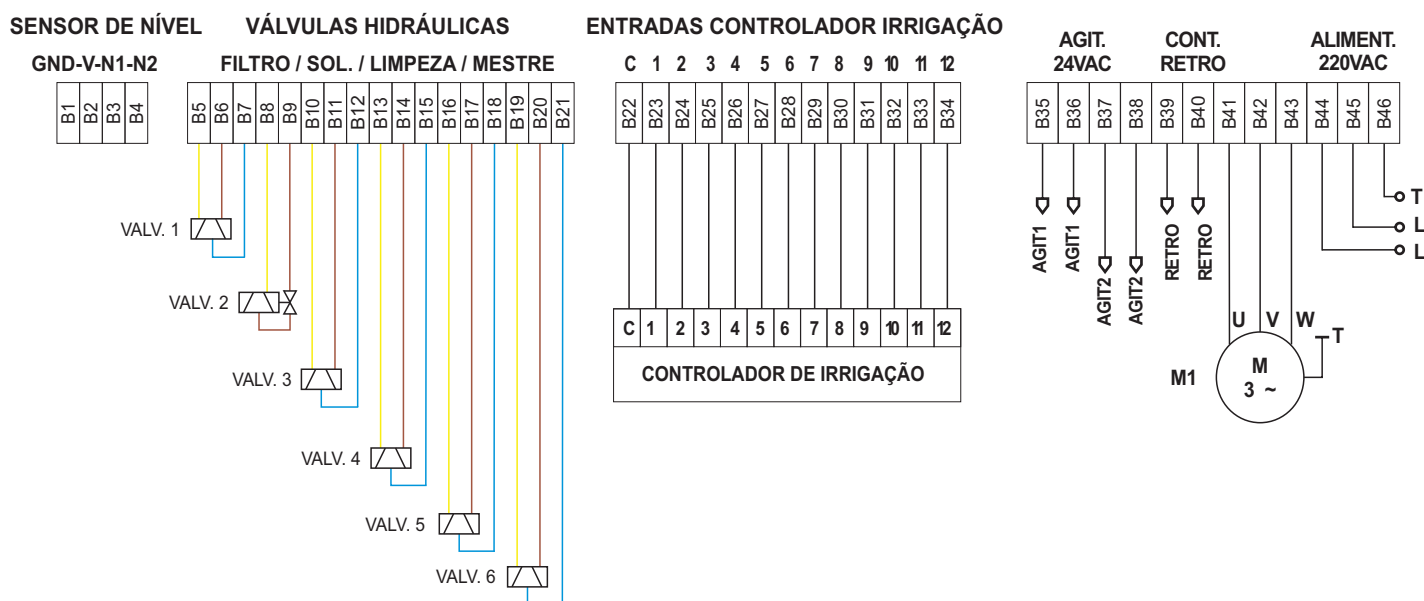 SENSOR DE NÍVEL
GND-V-N1-N2
B1 B2 B3 B4
VÁLVULAS HIDRÁULICAS
FILTRO / SOL. / LIMPEZA / MESTRE
B5 B6 B7 B8 B9 B10 B11 B12 B13 B14 B15 B16 B17 B18 B19 B20 B21
VALV. 1
VALV. 2
VALV. 3
VALV. 4
VALV. 5
VALV. 6
ENTRADAS CONTROLADOR IRRIGAÇÃO
C 1 2 3 4 5 6 7 8 9 10 11 12
B22 B23 B24 B25 B26 B27 B28 B29 B30 B31 B32 B33 B34
C 1 2 3 4 5 6 7 8 9 10 11 12
CONTROLADOR DE IRRIGAÇÃO
AGIT.
24VAC
CONT.
RETRO
ALIMENT.
220VAC
B35 B36 B37 B38 B39 B40 B41 B42 B43 B44 B45 B46
AGIT1
AGIT1
AGIT2
AGIT2
RETRO
RETRO
T
L
L
U V W
T
M1
M
3 ~